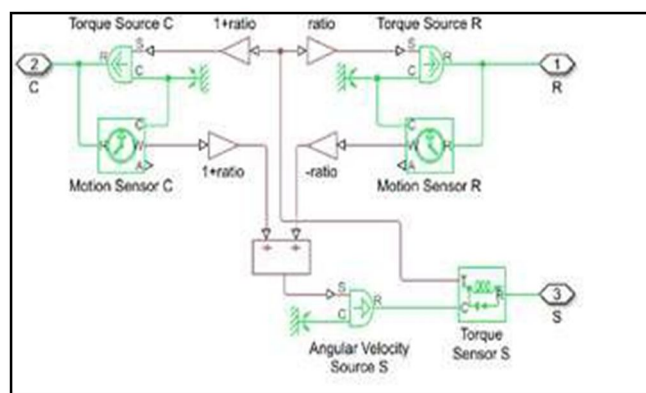 Torque Source C 1+ratio ratio Torque Source R
R S S R
2 C C 1
C R
C C
R W W R
A A
Motion Sensor C 1+ratio -ratio Motion Sensor R
+ +
S R T R 3
C C S
Angular Velocity Source S
Torque Sensor S